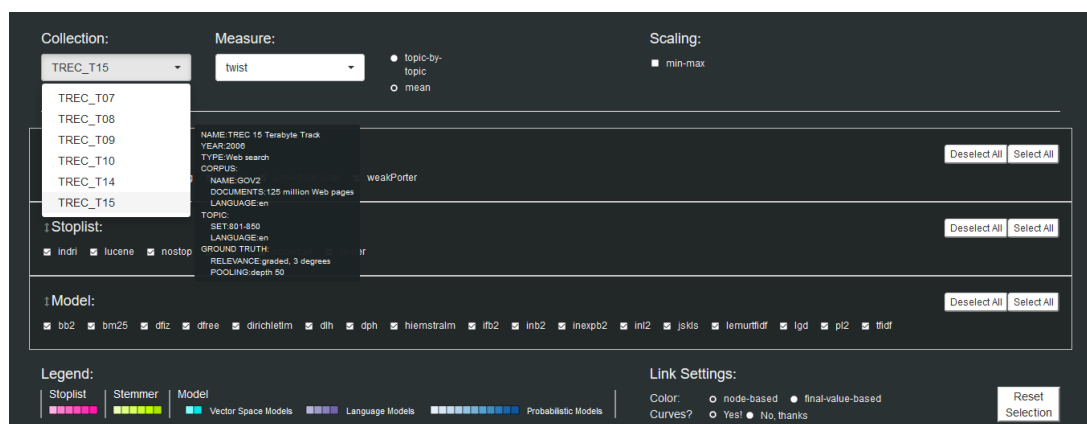 Collection:
Measure:
Scaling:
TREC_T15
twist
topic-by-
topic
mean
min-max
TREC_T07
TREC_T08
TREC_T09
TREC_T10
TREC_T14
TREC_T15
NAME:TREC 15 Terabyte Track
YEAR:2006
TYPE:Web search
CORPUS:
NAME:GOV2
DOCUMENTS:125 million Web pages
LANGUAGE:en
TOPIC:
SET:801-850
LANGUAGE:en
GROUND TRUTH:
RELEVANCE:graded, 3 degrees
POOLING:depth 50
weakPorter
Deselect All Select All
Stoplist:
Deselect All Select All
indri lucene nostop
Model:
Deselect All Select All
bb2 bm25 dfiz dfree dirichletlm dlh dph hiemstralm ifb2 inb2 inexpb2 inl2 jskls lemurtfidf lgd pl2 tfidf
Legend:
Stoplist Stemmer Model
Vector Space Models Language Models Probabilistic Models
Link Settings:
Color: node-based final-value-based
Curves? Yes! No, thanks
Reset
Selection